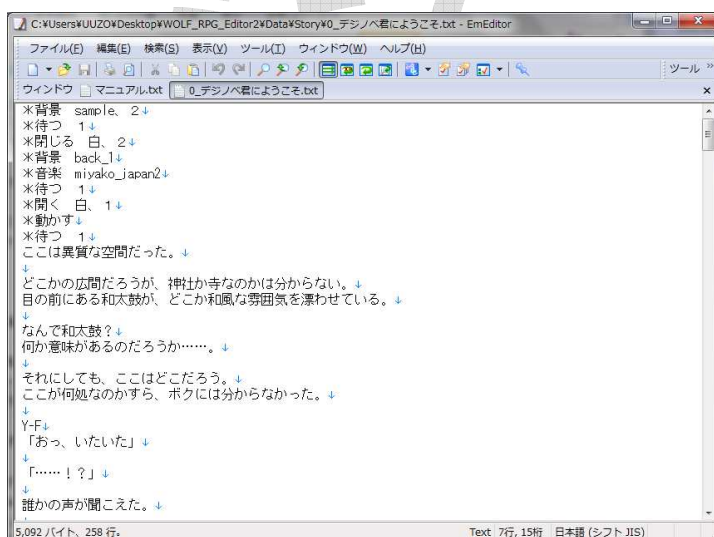 C:¥Users¥UUZO¥Desktop¥WOLF_RPG_Editor2¥Data¥Story¥0_デジノベ君にようこそ.txt - EmEditor
ファイル(F) 編集(E) 検索(S) 表示(V) ツール(T) ウィンドウ(W) ヘルプ(H)
ツール
ウィンドウ マニュアル.txt 0_デジノベ君にようこそ.txt
※背景　sample、2↓
※待つ　1↓
※閉じる　白、2↓
※背景　back_1↓
※音楽　miyako_japan2↓
※待つ　1↓
※開く　白、1↓
※動かす↓
※待つ　1↓
ここは異質な空間だった。↓
↓
どこかの広間だろうが、神社か寺なのかは分からない。↓
目の前にある和太鼓が、どこか和風な雰囲気を漂わせている。↓
↓
なんで和太鼓?↓
何か意味があるのだろうか……。↓
↓
それにしても、ここはどこだろう。↓
ここが何処なのかすら、ボクには分からなかった。↓
↓
Y-F↓
「おっ、いたいた」↓
↓
「……!?」↓
↓
誰かの声が聞こえた。↓
5,092 バイト、258 行。 Text 7行, 15桁 日本語 (シフト JIS)